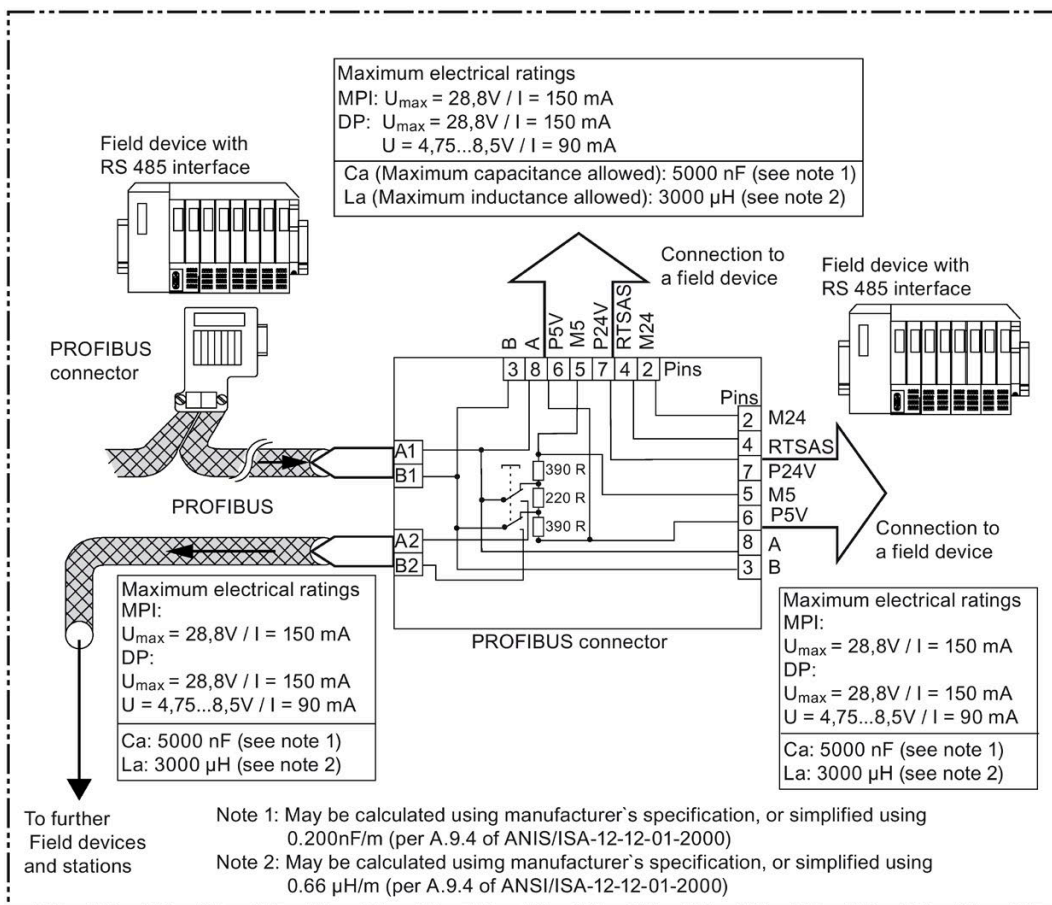 Maximum electrical ratings
MPI: Umax = 28,8V / I = 150 mA
DP: Umax = 28,8V / I = 150 mA
U = 4,75...8,5V / I = 90 mA
Ca (Maximum capacitance allowed): 5000 nF (see note 1)
La (Maximum inductance allowed): 3000 µH (see note 2)
Field device with
RS 485 interface
Connection to
a field device
Field device with
RS 485 interface
PROFIBUS
connector
B
A
P5V
M5
P24V
RTSAS
M24
3 8 6 5 7 4 2 Pins
Pins
2 M24
4 RTSAS
7 P24V
5 M5
6 P5V
8 A
3 B
A1
B1
390 R
220 R
390 R
A2
B2
PROFIBUS
Connection to
a field device
PROFIBUS connector
Maximum electrical ratings
MPI:
Umax = 28,8V / I = 150 mA
DP:
Umax = 28,8V / I = 150 mA
U = 4,75...8,5V / I = 90 mA
Ca: 5000 nF (see note 1)
La: 3000 µH (see note 2)
Maximum electrical ratings
MPI:
Umax = 28,8V / I = 150 mA
DP:
Umax = 28,8V / I = 150 mA
U = 4,75...8,5V / I = 90 mA
Ca: 5000 nF (see note 1)
La: 3000 µH (see note 2)
To further
Field devices
and stations
Note 1: May be calculated using manufacturer`s specification, or simplified using
0.200nF/m (per A.9.4 of ANIS/ISA-12-12-01-2000)
Note 2: May be calculated usimg manufacturer`s specification, or simplified using
0.66 µH/m (per A.9.4 of ANSI/ISA-12-12-01-2000)